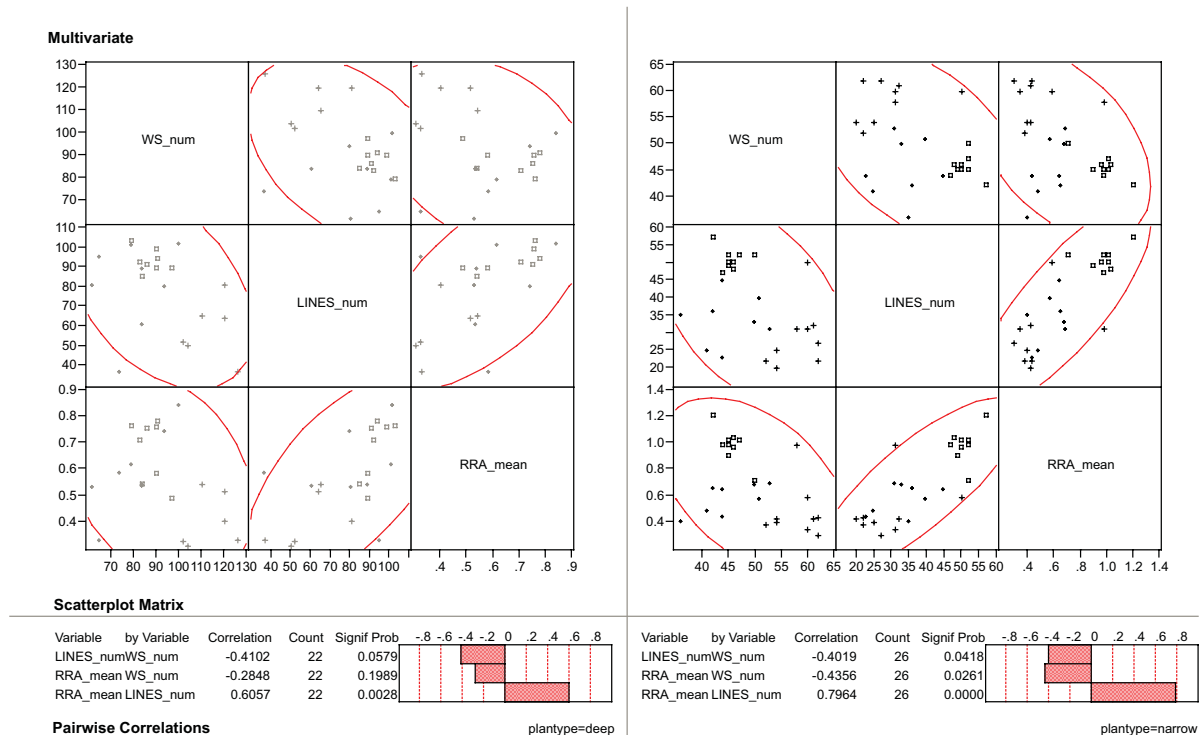 Multivariate
130
120
110
100
90
80
70
WS_num
110
100
90
80
70
60
50
40
LINES_num
0.9
0.8
0.7
0.6
0.5
0.4
RRA_mean
70 80 90 100 120 130 30 40 50 60 70 80 100 .4 .5 .6 .7 .8 .9
65
60
55
50
45
40
WS_num
60
55
50
45
40
35
30
25
20
LINES_num
1.4
1.2
1.0
0.8
0.6
0.4
RRA_mean
40 45 50 55 60 65 20 25 30 35 45 50 55 60 .4 .6 .8 1.0 1.2 1.4
Scatterplot Matrix
Variable by Variable Correlation Count Signif Prob -.8 -.6 -.4 -.2 0 .2 .4 .6 .8
LINES_num WS_num -0.4102 22 0.0579
RRA_mean WS_num -0.2848 22 0.1989
RRA_mean LINES_num 0.6057 22 0.0028
Pairwise Correlations plantype=deep
Variable by Variable Correlation Count Signif Prob -.8 -.6 -.4 -.2 0 .2 .4 .6 .8
LINES_num WS_num -0.4019 26 0.0418
RRA_mean WS_num -0.4356 26 0.0261
RRA_mean LINES_num 0.7964 26 0.0000
plantype=narrow